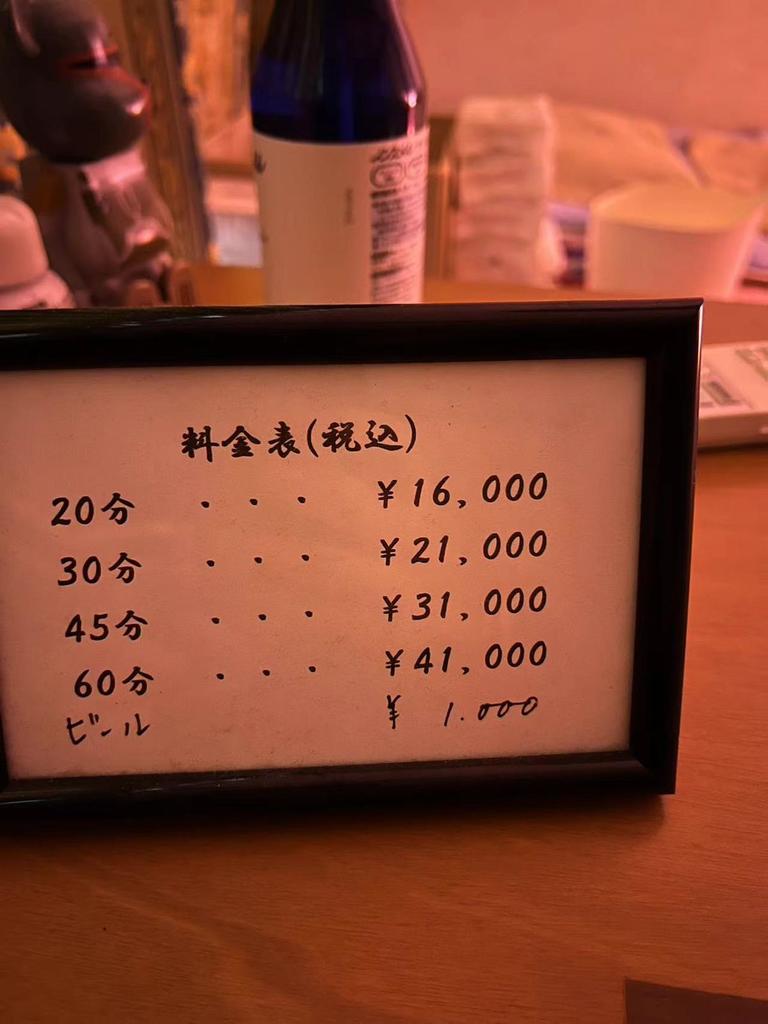 料金表(税込)
20分 ・・・ ¥16,000
30分 ・・・ ¥21,000
45分 ・・・ ¥31,000
60分 ・・・ ¥41,000
ビール ¥ 1.000